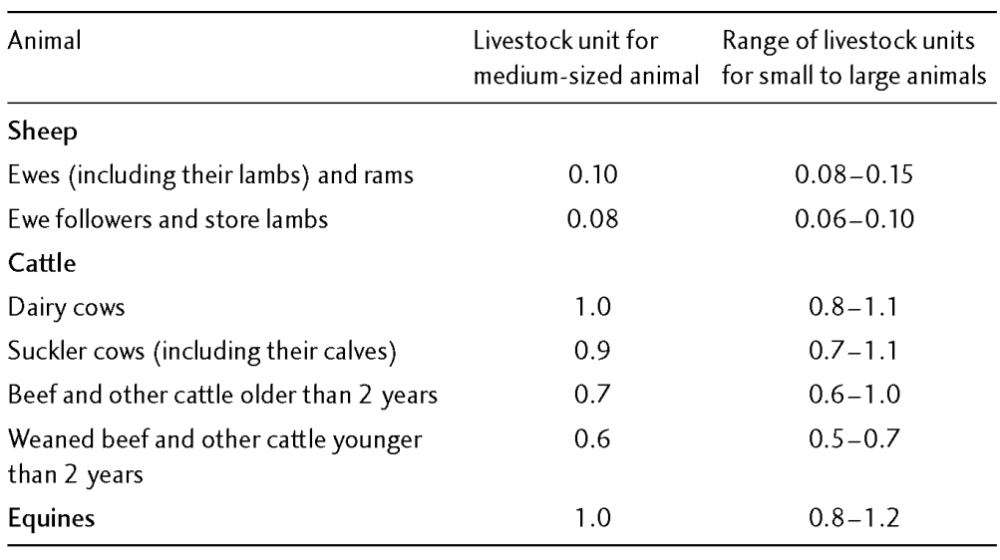 Animal Livestock unit for Range of livestock units
medium-sized animal for small to large animals
Sheep
Ewes (including their lambs) and rams 0.10 0.08–0.15
Ewe followers and store lambs 0.08 0.06–0.10
Cattle
Dairy cows 1.0 0.8–1.1
Suckler cows (including their calves) 0.9 0.7–1.1
Beef and other cattle older than 2 years 0.7 0.6–1.0
Weaned beef and other cattle younger 0.6 0.5–0.7
than 2 years
Equines 1.0 0.8–1.2